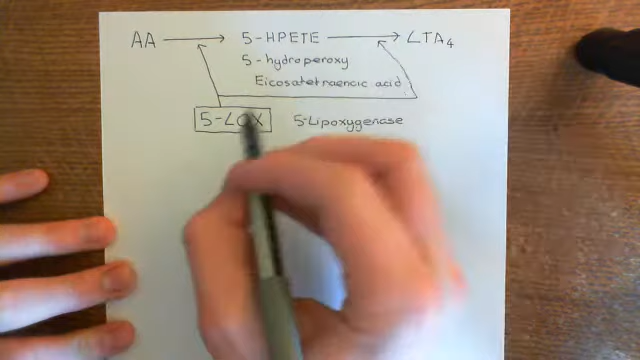 AA → 5-HPETE → LTA4
5-hydroperoxy
Eicosatetraenoic acid
5-LOX 5-Lipoxygenase